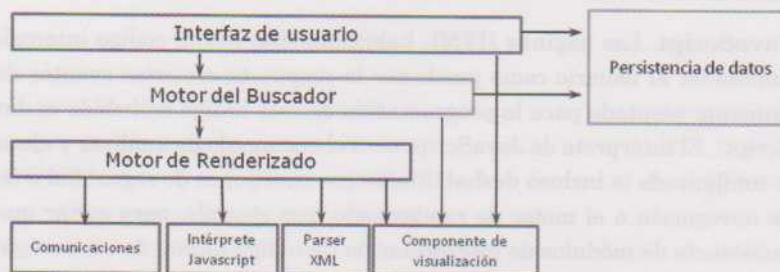 Interfaz de usuario
Persistencia de datos
Motor del Buscador
Motor de Renderizado
Comunicaciones
Intérprete
Javascript
Parser
XML
Componente de
visualización